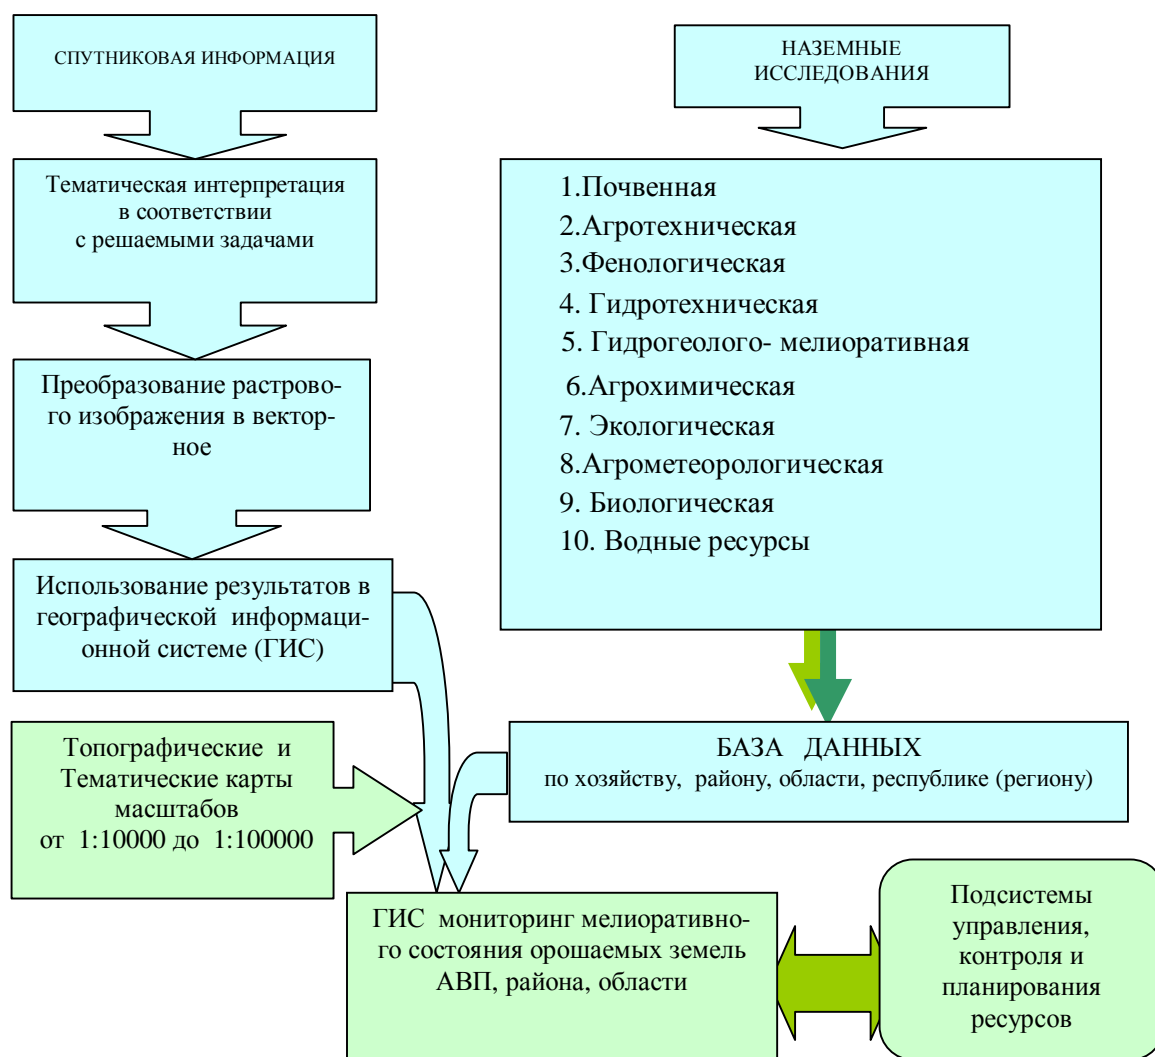 СПУТНИКОВАЯ ИНФОРМАЦИЯ
Тематическая интерпретация
в соответствии
с решаемыми задачами
Преобразование растрово-
го изображения в вектор-
ное
Использование результатов в
географической информаци-
онной системе (ГИС)
Топографические и
Тематические карты
масштабов
от 1:10000 до 1:100000
НАЗЕМНЫЕ
ИССЛЕДОВАНИЯ
1.Почвенная
2.Агротехническая
3.Фенологическая
4. Гидротехническая
5. Гидрогеолого- мелиоративная
6.Агрохимическая
7. Экологическая
8.Агрометеорологическая
9. Биологическая
10. Водные ресурсы
БАЗА ДАННЫХ
по хозяйству, району, области, республике (региону)
ГИС мониторинг мелиоративно-
го состояния орошаемых земель
АВП, района, области
Подсистемы
управления,
контроля и
планирования
ресурсов